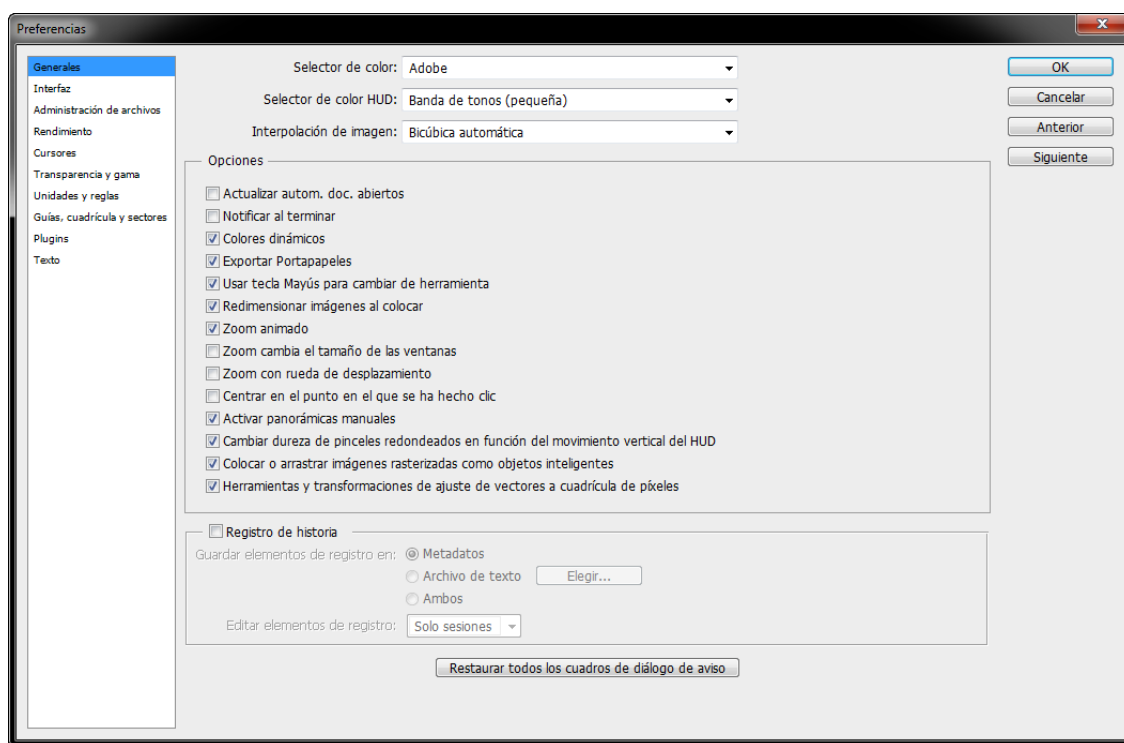 Preferencias
Generales
Interfaz
Administración de archivos
Rendimiento
Cursores
Transparencia y gama
Unidades y reglas
Guías, cuadrícula y sectores
Plugins
Texto
Selector de color: Adobe
Selector de color HUD: Banda de tonos (pequeña)
Interpolación de imagen: Bicúbica automática
Opciones
Actualizar autom. doc. abiertos
Notificar al terminar
Colores dinámicos
Exportar Portapapeles
Usar tecla Mayús para cambiar de herramienta
Redimensionar imágenes al colocar
Zoom animado
Zoom cambia el tamaño de las ventanas
Zoom con rueda de desplazamiento
Centrar en el punto en el que se ha hecho clic
Activar panorámicas manuales
Cambiar dureza de pinceles redondeados en función del movimiento vertical del HUD
Colocar o arrastrar imágenes rasterizadas como objetos inteligentes
Herramientas y transformaciones de ajuste de vectores a cuadrícula de píxeles
Registro de historia
Guardar elementos de registro en: Metadatos
Archivo de texto Elegir...
Ambos
Editar elementos de registro: Solo sesiones
Restaurar todos los cuadros de diálogo de aviso
OK
Cancelar
Anterior
Siguiente